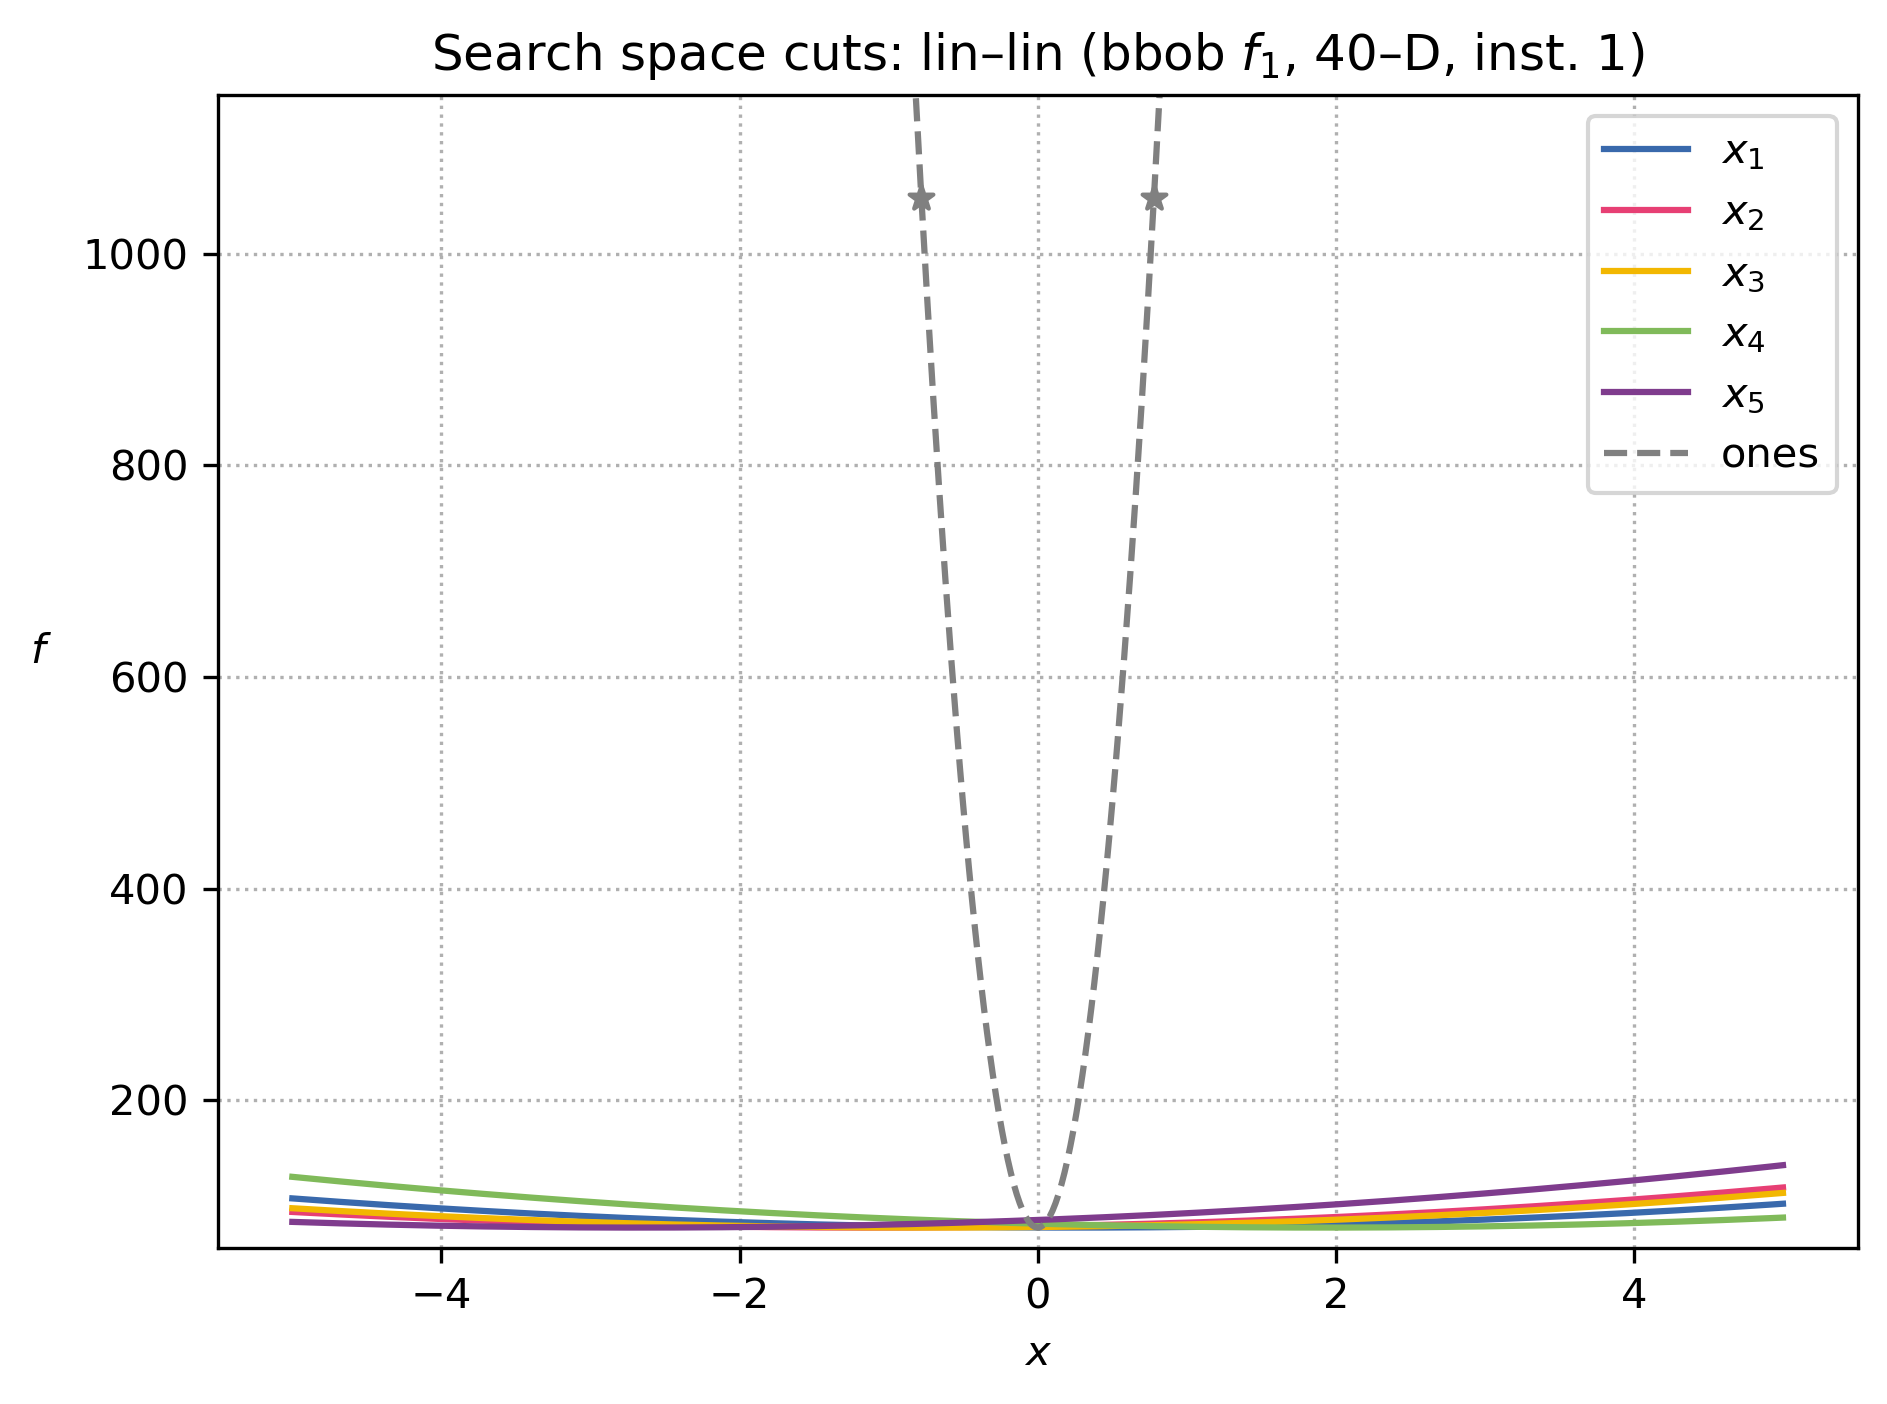 Search space cuts: lin–lin (bbob f₁, 40–D, inst. 1)
x₁
x₂
x₃
x₄
x₅
ones
1000
800
600
400
200
f
−4 −2 0 2 4
x